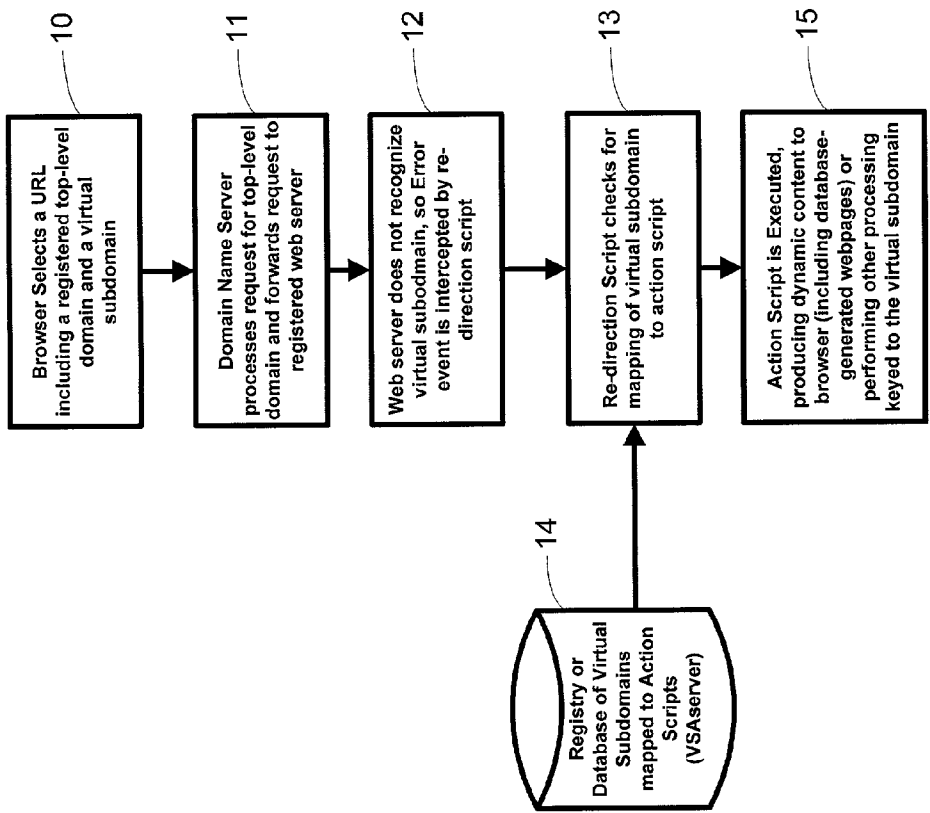 Browser Selects a URL
including a registered top-level
domain and a virtual
subdomain
10
Domain Name Server
processes request for top-level
domain and forwards request to
registered web server
11
Web server does not recognize
virtual subodmain, so Error
event is intercepted by re-
direction script
12
Re-direction Script checks for
mapping of virtual subdomain
to action script
13
Registry or
Database of Virtual
Subdomains
mapped to Action
Scripts
(VSAserver)
14
Action Script is Executed,
producing dynamic content to
browser (including database-
generated webpages) or
performing other processing
keyed to the virtual subdomain
15